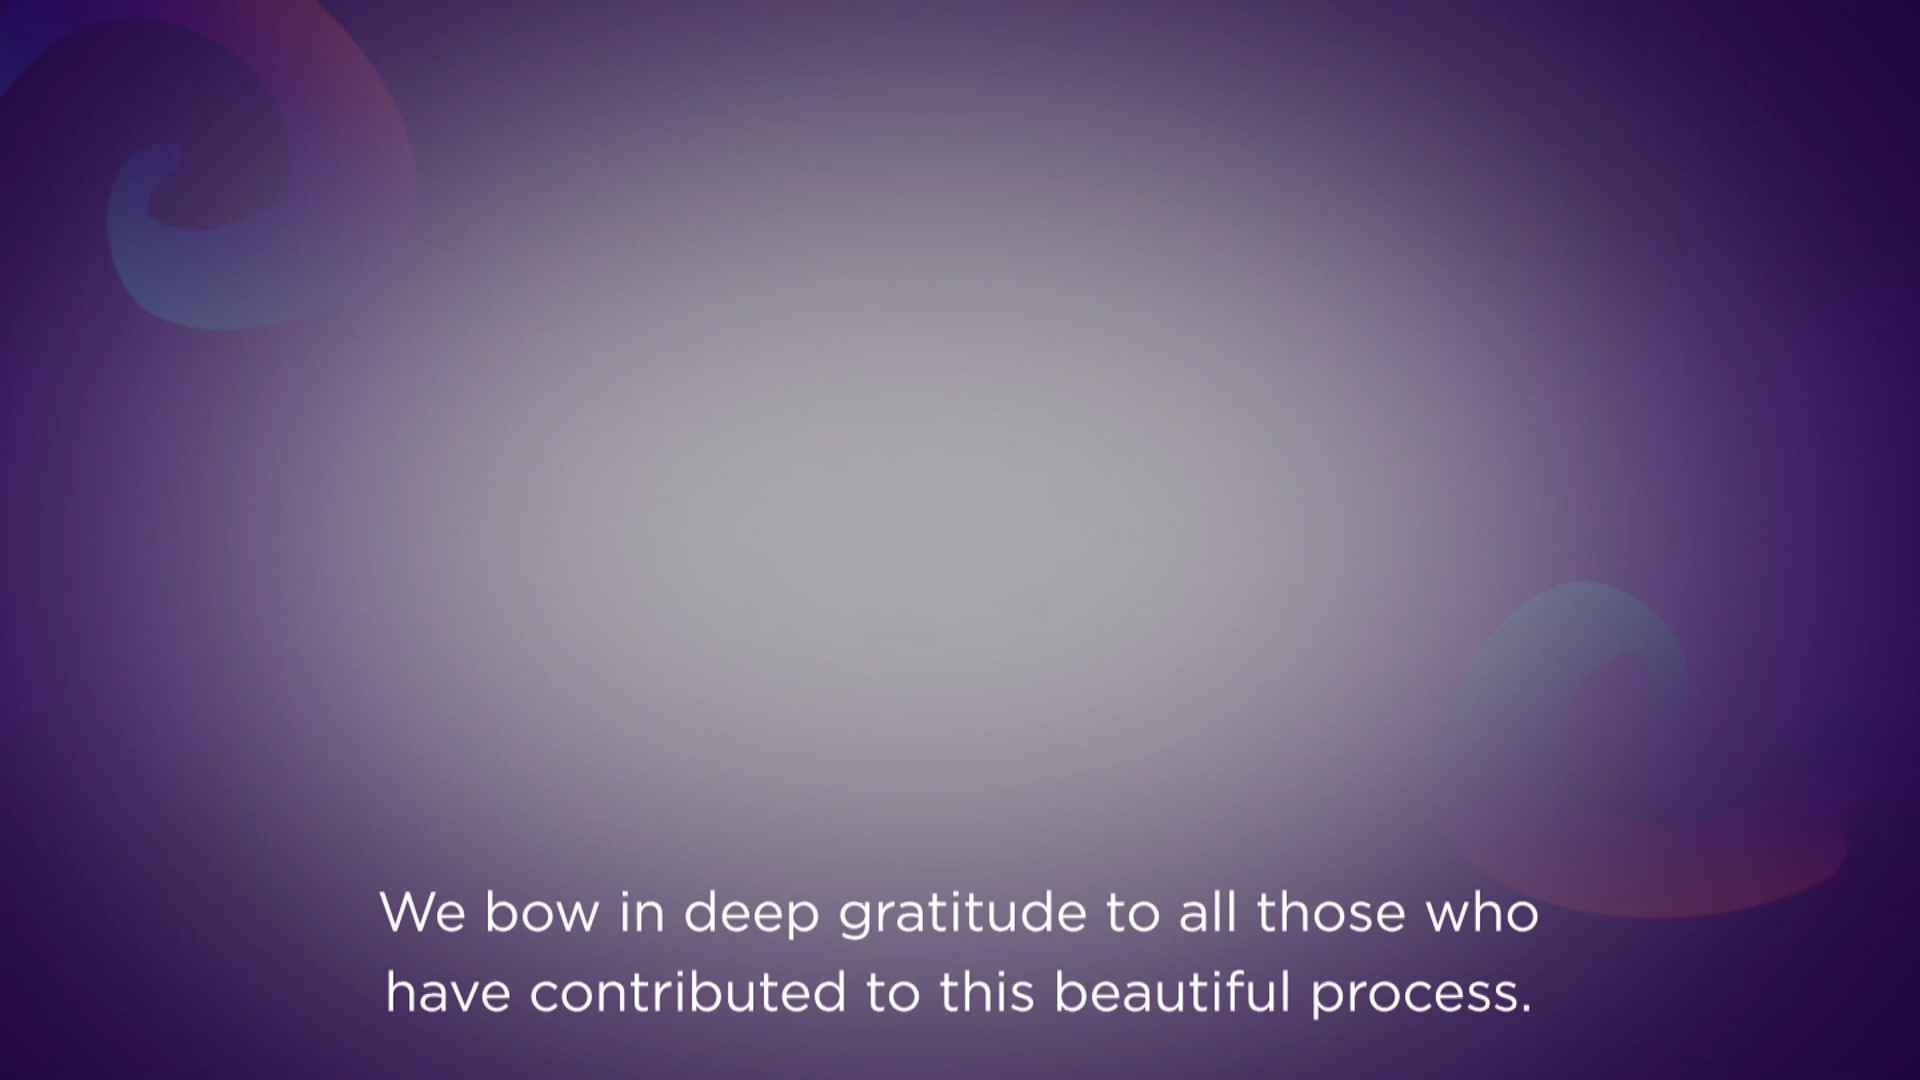 We bow in deep gratitude to all those who
have contributed to this beautiful process.